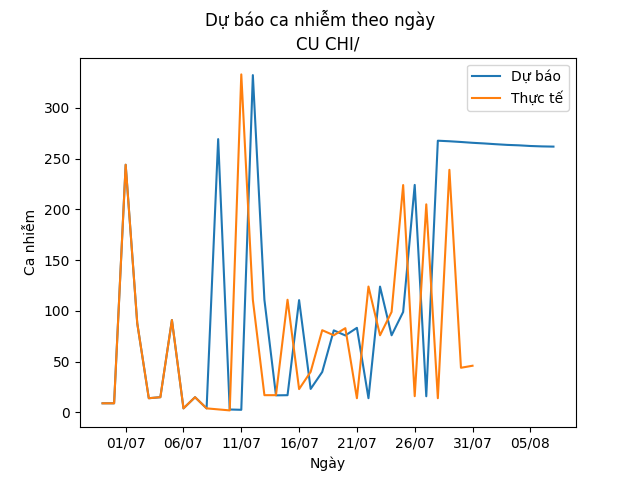 Dự báo ca nhiễm theo ngày
CU CHI/
Dự báo
Thực tế
Ca nhiễm
300
250
200
150
100
50
0
01/07 06/07 11/07 16/07 21/07 26/07 31/07 05/08
Ngày